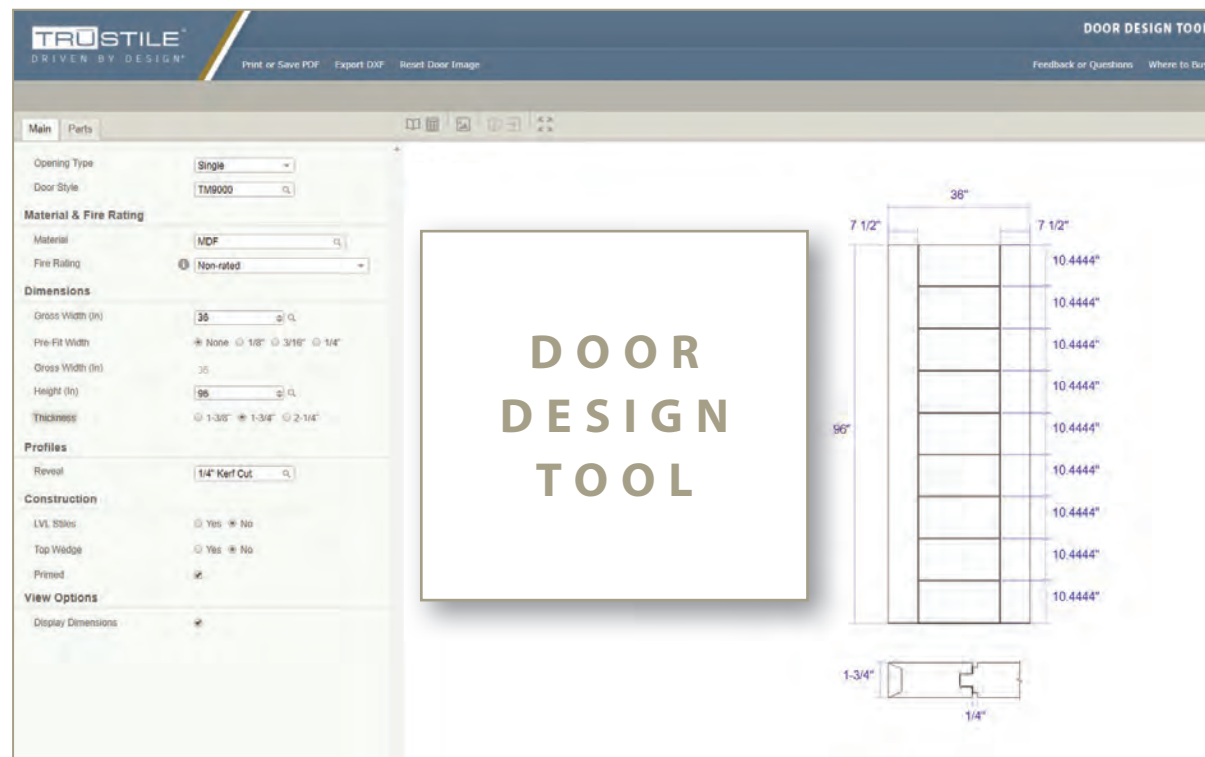 TRUSTILE®
DRIVEN BY DESIGN®
DOOR DESIGN TOOL
Print or Save PDF Export DXF Reset Door Image
Feedback or Questions Where to Buy
Main Parts
Opening Type Single
Door Style TM9000
Material & Fire Rating
Material MDF
Fire Rating Non-rated
Dimensions
Gross Width (In) 36
Pre-Fit Width None 1/8" 3/16" 1/4"
Gross Width (In) 36
Height (In) 96
Thickness 1-3/8" 1-3/4" 2-1/4"
Profiles
Reveal 1/4" Kerf Cut
Construction
LVL Stiles Yes No
Top Wedge Yes No
Primed
View Options
Display Dimensions
DOOR
DESIGN
TOOL
36"
7 1/2" 7 1/2"
10.4444"
10.4444"
10.4444"
10.4444"
96"
10.4444"
10.4444"
10.4444"
10.4444"
10.4444"
1-3/4"
1/4"